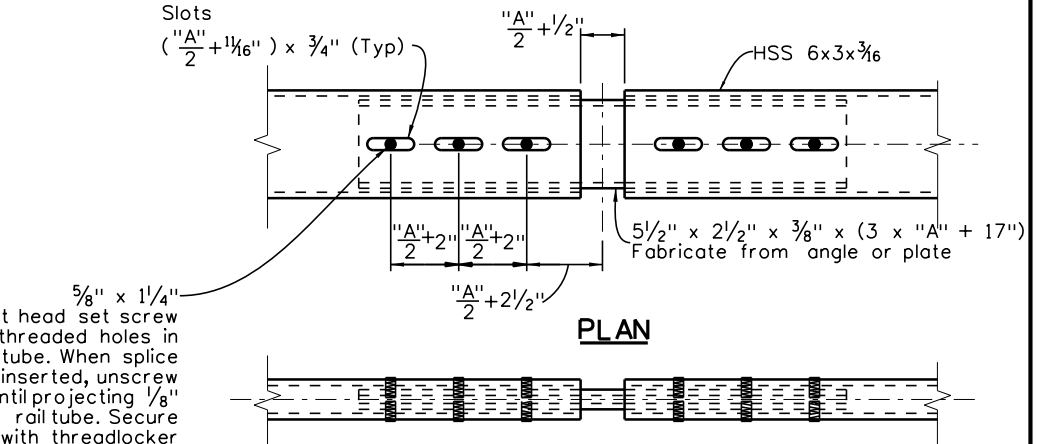 Slots
("A"/2 + 11/16" ) x 3/4" (Typ)
"A"/2 + 1/2"
HSS 6x3x3/16
"A"/2 +2" "A"/2 +2"
5 1/2" x 2 1/2" x 3/8" x (3 x "A" + 17")
Fabricate from angle or plate
"A"/2 +2 1/2"
PLAN
5/8" x 1 1/4"
head set screw
threaded holes in
tube. When splice
inserted, unscrew
until projecting 1/8"
rail tube. Secure
with threadlocker